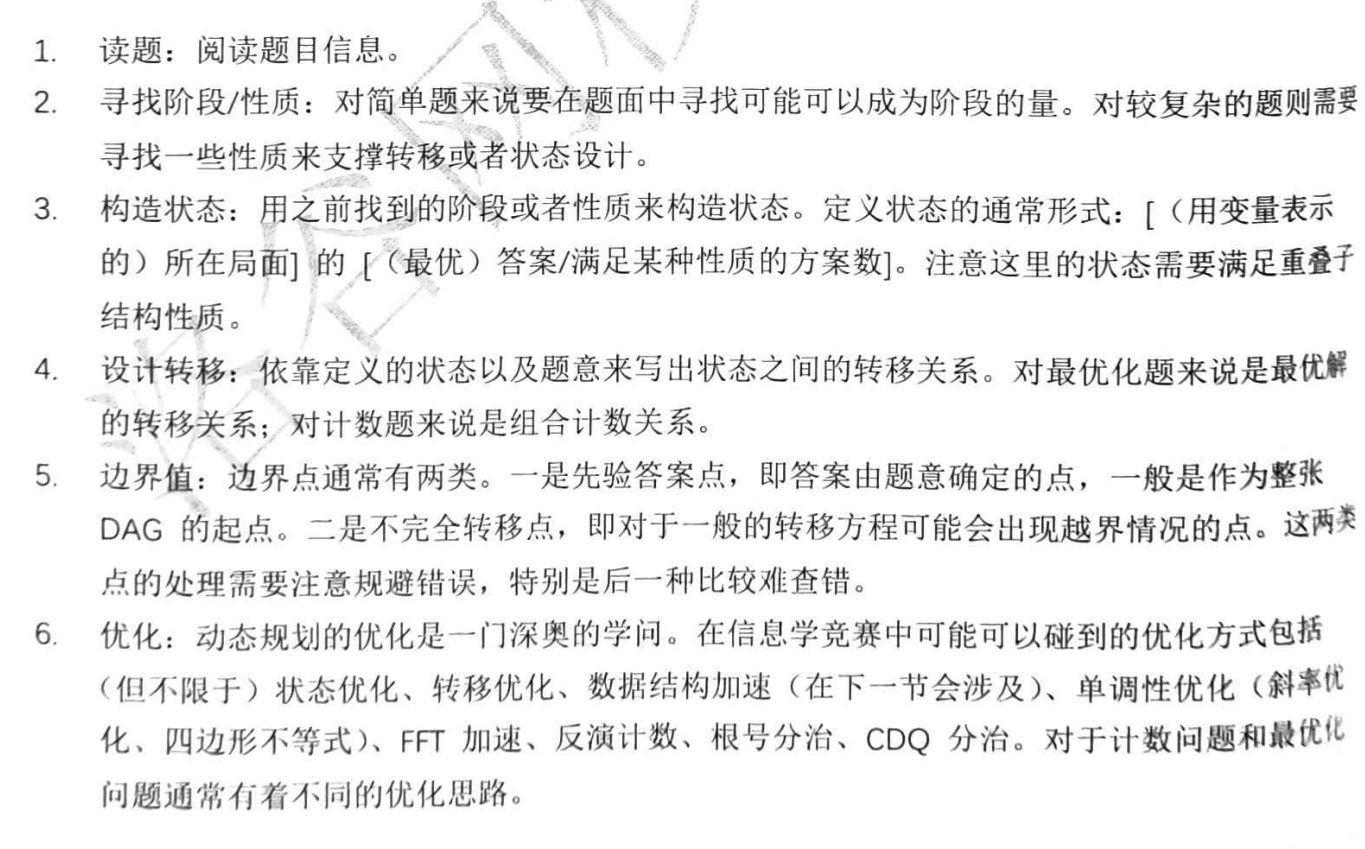 1. 读题：阅读题目信息。
2. 寻找阶段/性质：对简单题来说要在题面中寻找可能可以成为阶段的量。对较复杂的题则需要
寻找一些性质来支撑转移或者状态设计。
3. 构造状态：用之前找到的阶段或者性质来构造状态。定义状态的通常形式：[（用变量表示
的）所在局面] 的 [（最优）答案/满足某种性质的方案数]。注意这里的状态需要满足重叠子
结构性质。
4. 设计转移：依靠定义的状态以及题意来写出状态之间的转移关系。对最优化题来说是最优解
的转移关系；对计数题来说是组合计数关系。
5. 边界值：边界点通常有两类。一是先验答案点，即答案由题意确定的点，一般是作为整张
DAG 的起点。二是不完全转移点，即对于一般的转移方程可能会出现越界情况的点。这两类
点的处理需要注意规避错误，特别是后一种比较难查错。
6. 优化：动态规划的优化是一门深奥的学问。在信息学竞赛中可能可以碰到的优化方式包括
（但不限于）状态优化、转移优化、数据结构加速（在下一节会涉及）、单调性优化（斜率优
化、四边形不等式）、FFT 加速、反演计数、根号分治、CDQ 分治。对于计数问题和最优化
问题通常有着不同的优化思路。
洛谷网校